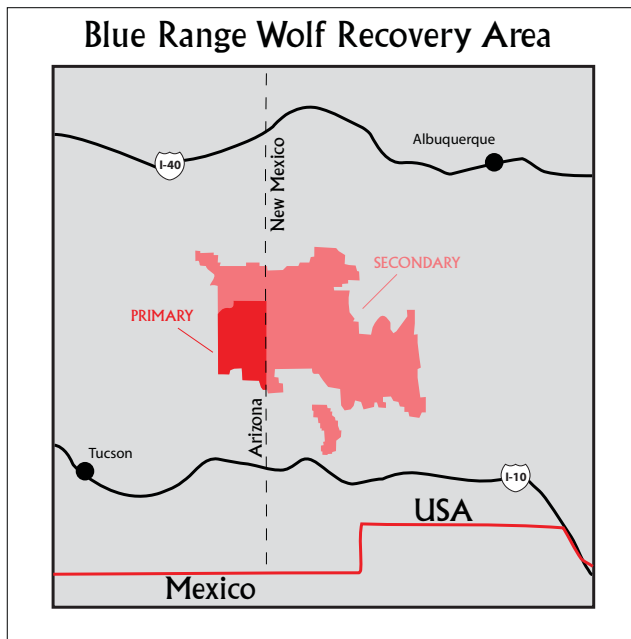 Blue Range Wolf Recovery Area
I-40
Albuquerque
New Mexico
SECONDARY
PRIMARY
Arizona
Tucson
I-10
USA
Mexico